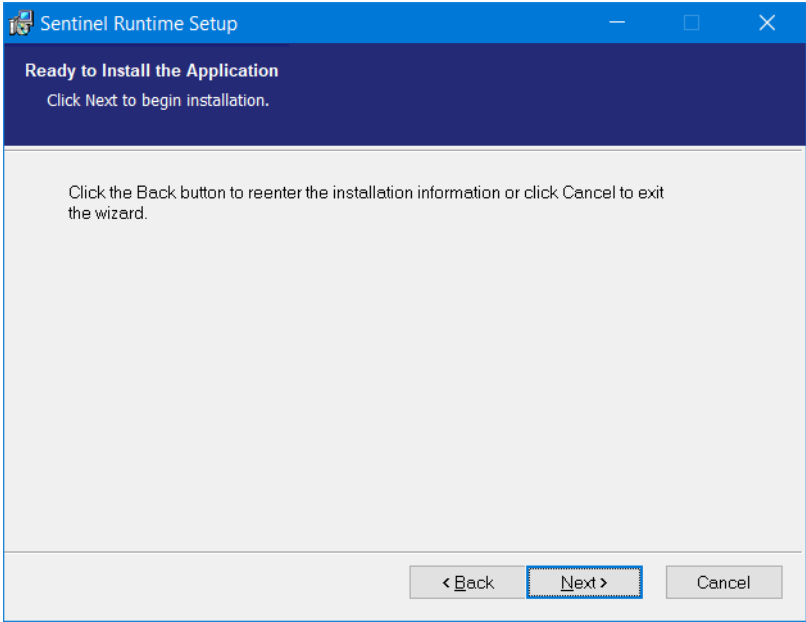 Sentinel Runtime Setup
Ready to Install the Application
Click Next to begin installation.
Click the Back button to reenter the installation information or click Cancel to exit
the wizard.
< Back
Next >
Cancel